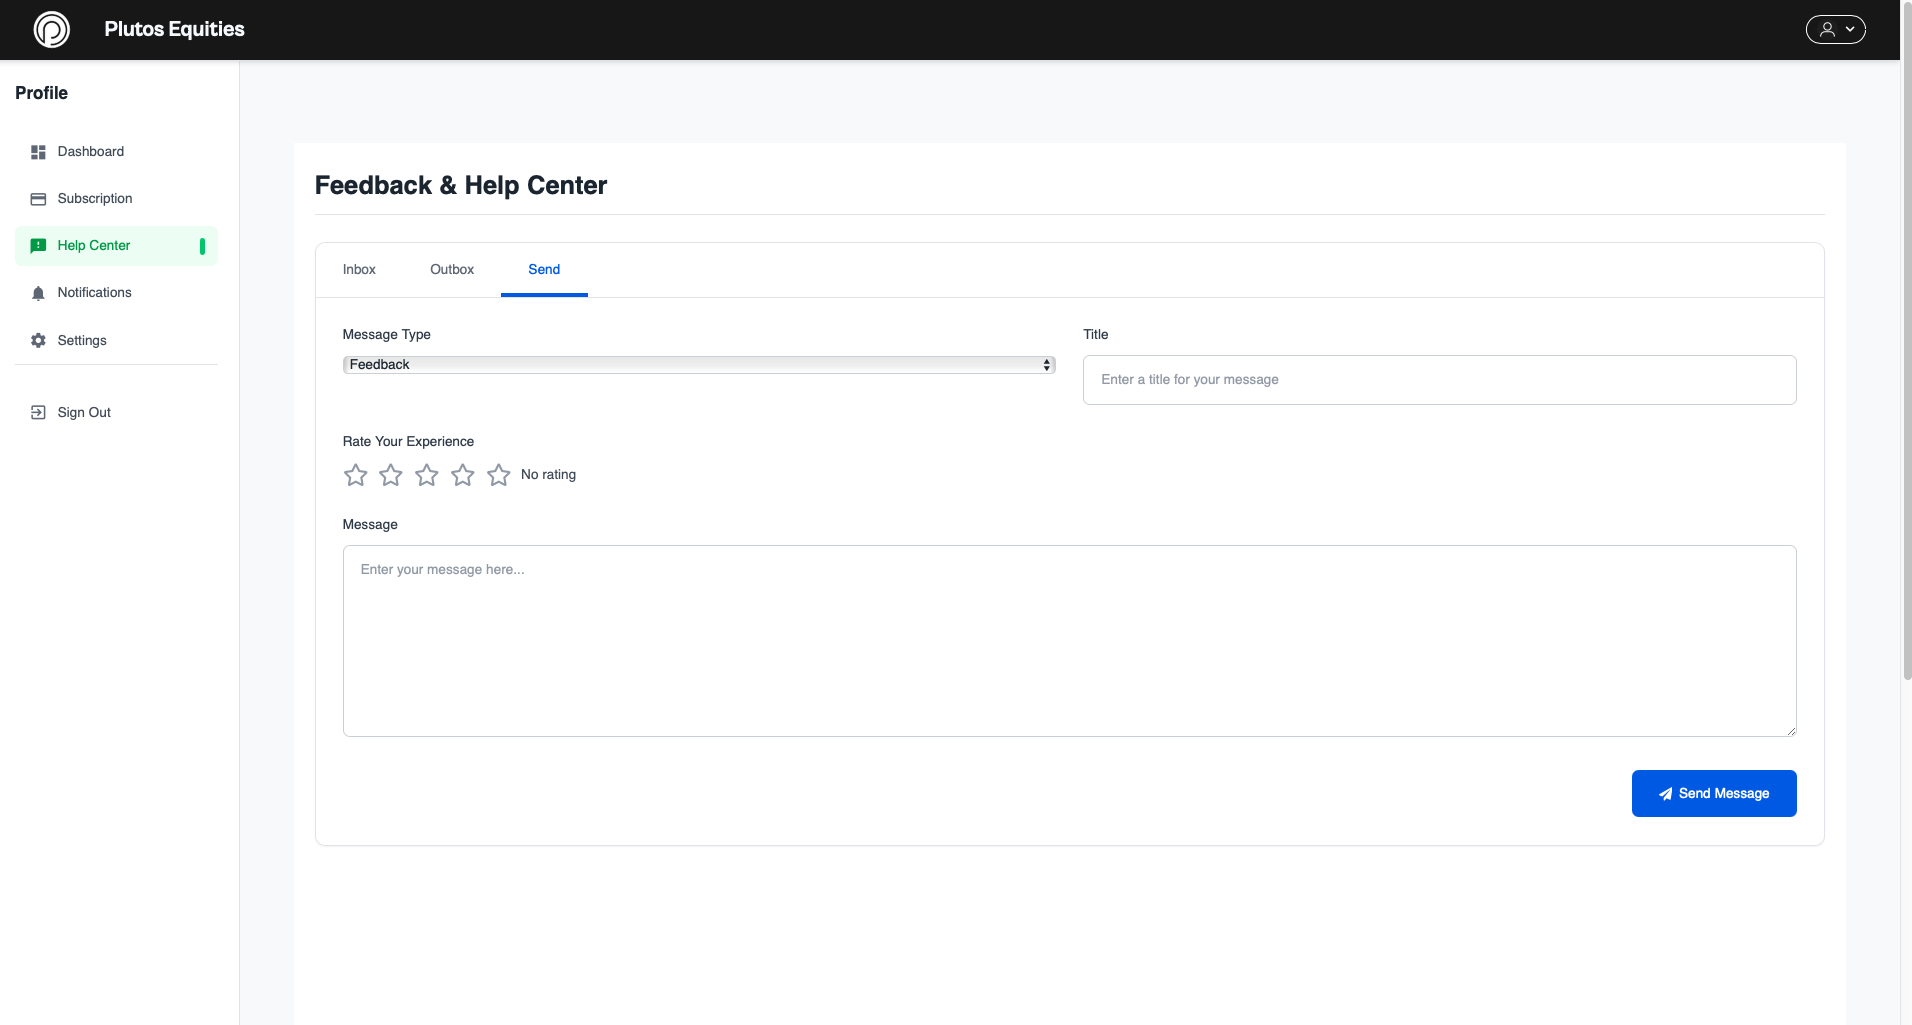 Plutos Equities
Profile
Dashboard
Subscription
Help Center
Notifications
Settings
Sign Out
Feedback & Help Center
Inbox
Outbox
Send
Message Type
Title
Feedback
Enter a title for your message
Rate Your Experience
No rating
Message
Enter your message here...
Send Message